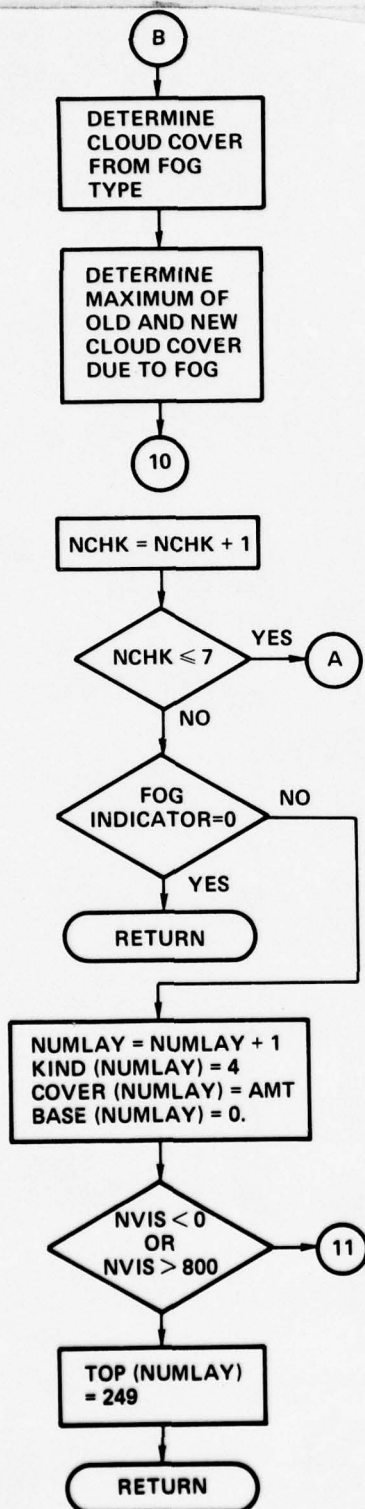 B
DETERMINE
CLOUD COVER
FROM FOG
TYPE
DETERMINE
MAXIMUM OF
OLD AND NEW
CLOUD COVER
DUE TO FOG
10
NCHK = NCHK + 1
NCHK ⩽ 7
YES
A
NO
FOG
INDICATOR=0
NO
YES
RETURN
NUMLAY = NUMLAY + 1
KIND (NUMLAY) = 4
COVER (NUMLAY) = AMT
BASE (NUMLAY) = 0.
NVIS < 0
OR
NVIS > 800
11
TOP (NUMLAY)
= 249
RETURN